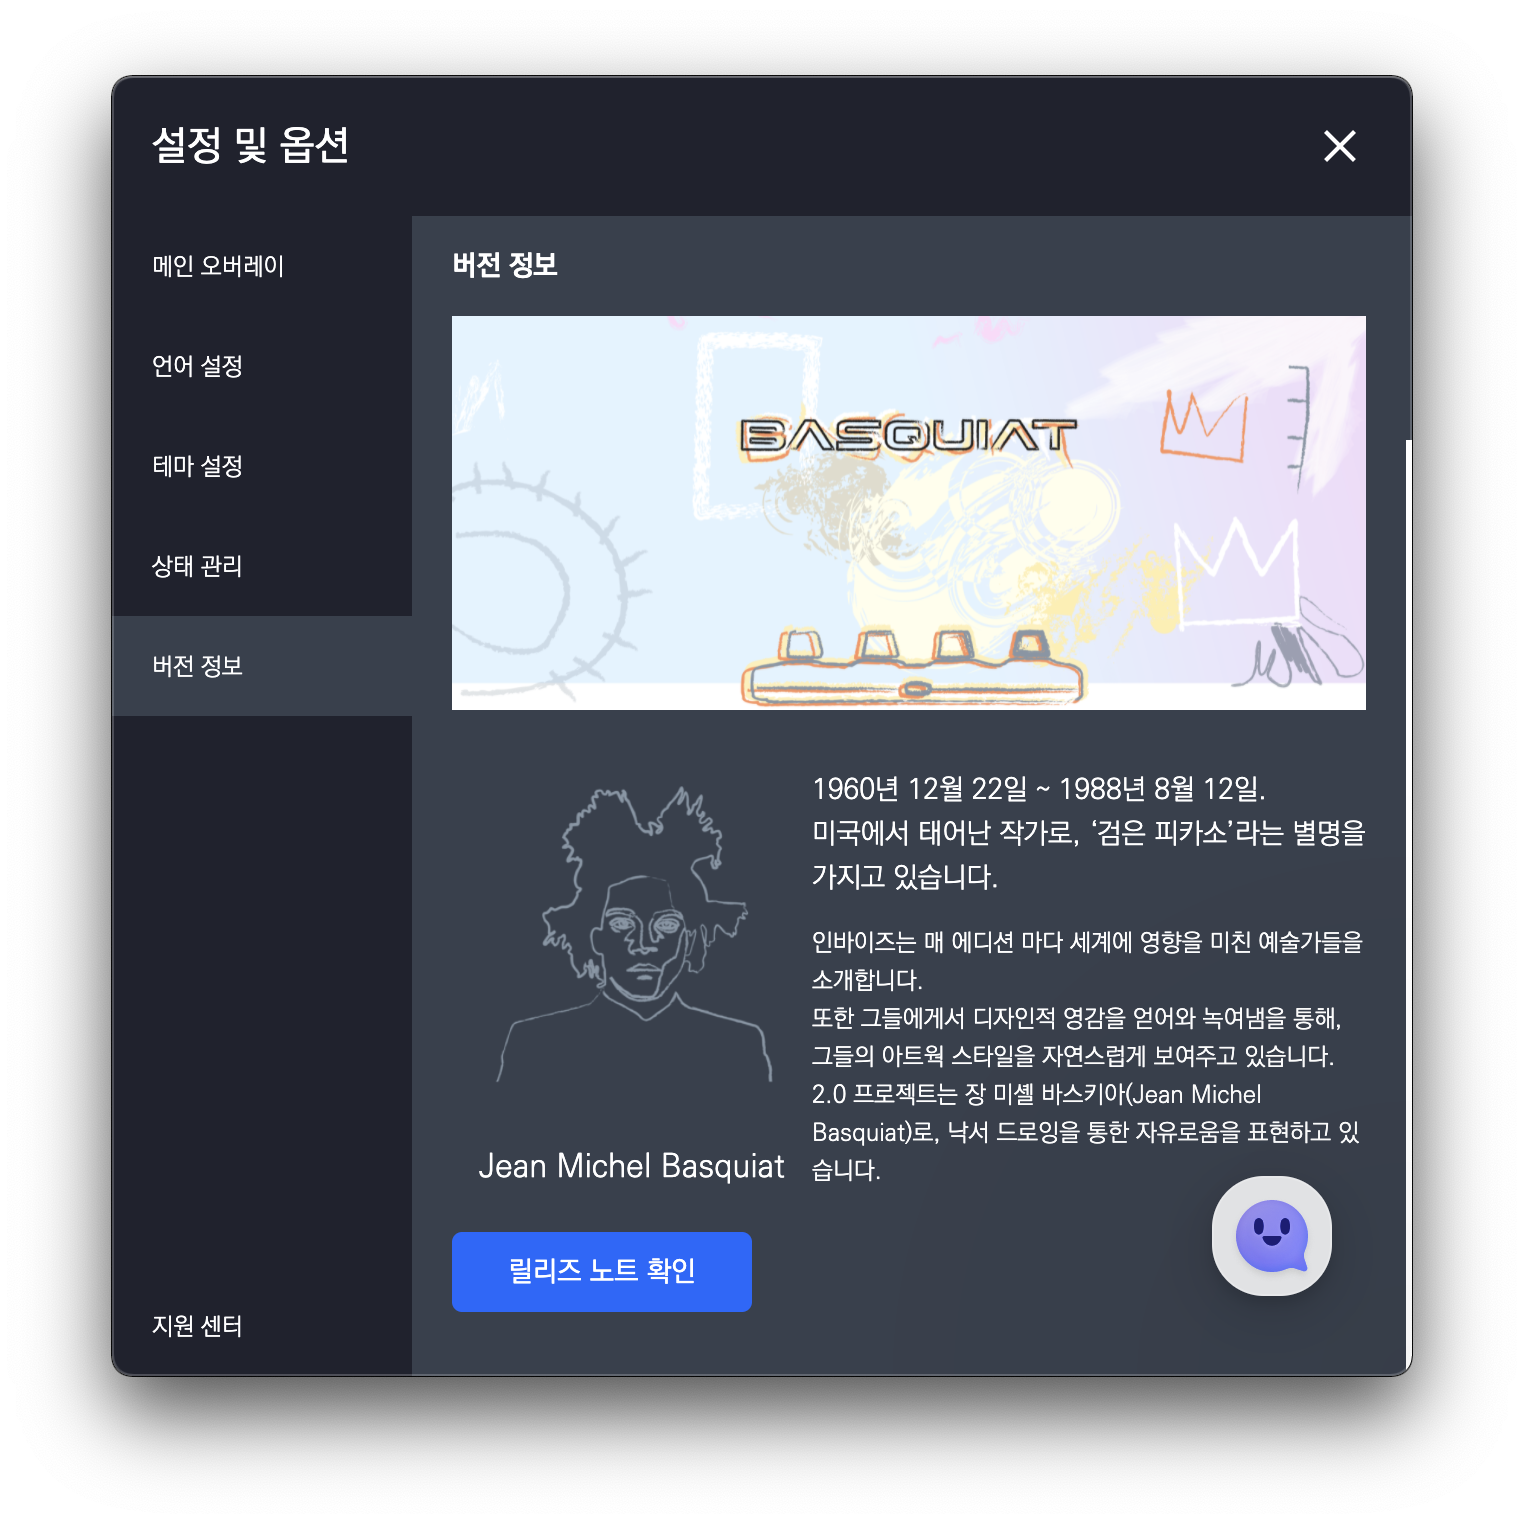 설정 및 옵션
메인 오버레이
언어 설정
테마 설정
상태 관리
버전 정보
지원 센터
버전 정보
BASQUIAT
Jean Michel Basquiat
1960년 12월 22일 ~ 1988년 8월 12일.
미국에서 태어난 작가로, ‘검은 피카소’라는 별명을
가지고 있습니다.
인바이즈는 매 에디션 마다 세계에 영향을 미친 예술가들을
소개합니다.
또한 그들에게서 디자인적 영감을 얻어와 녹여냄을 통해,
그들의 아트웍 스타일을 자연스럽게 보여주고 있습니다.
2.0 프로젝트는 장 미셸 바스키아(Jean Michel
Basquiat)로, 낙서 드로잉을 통한 자유로움을 표현하고 있
습니다.
릴리즈 노트 확인